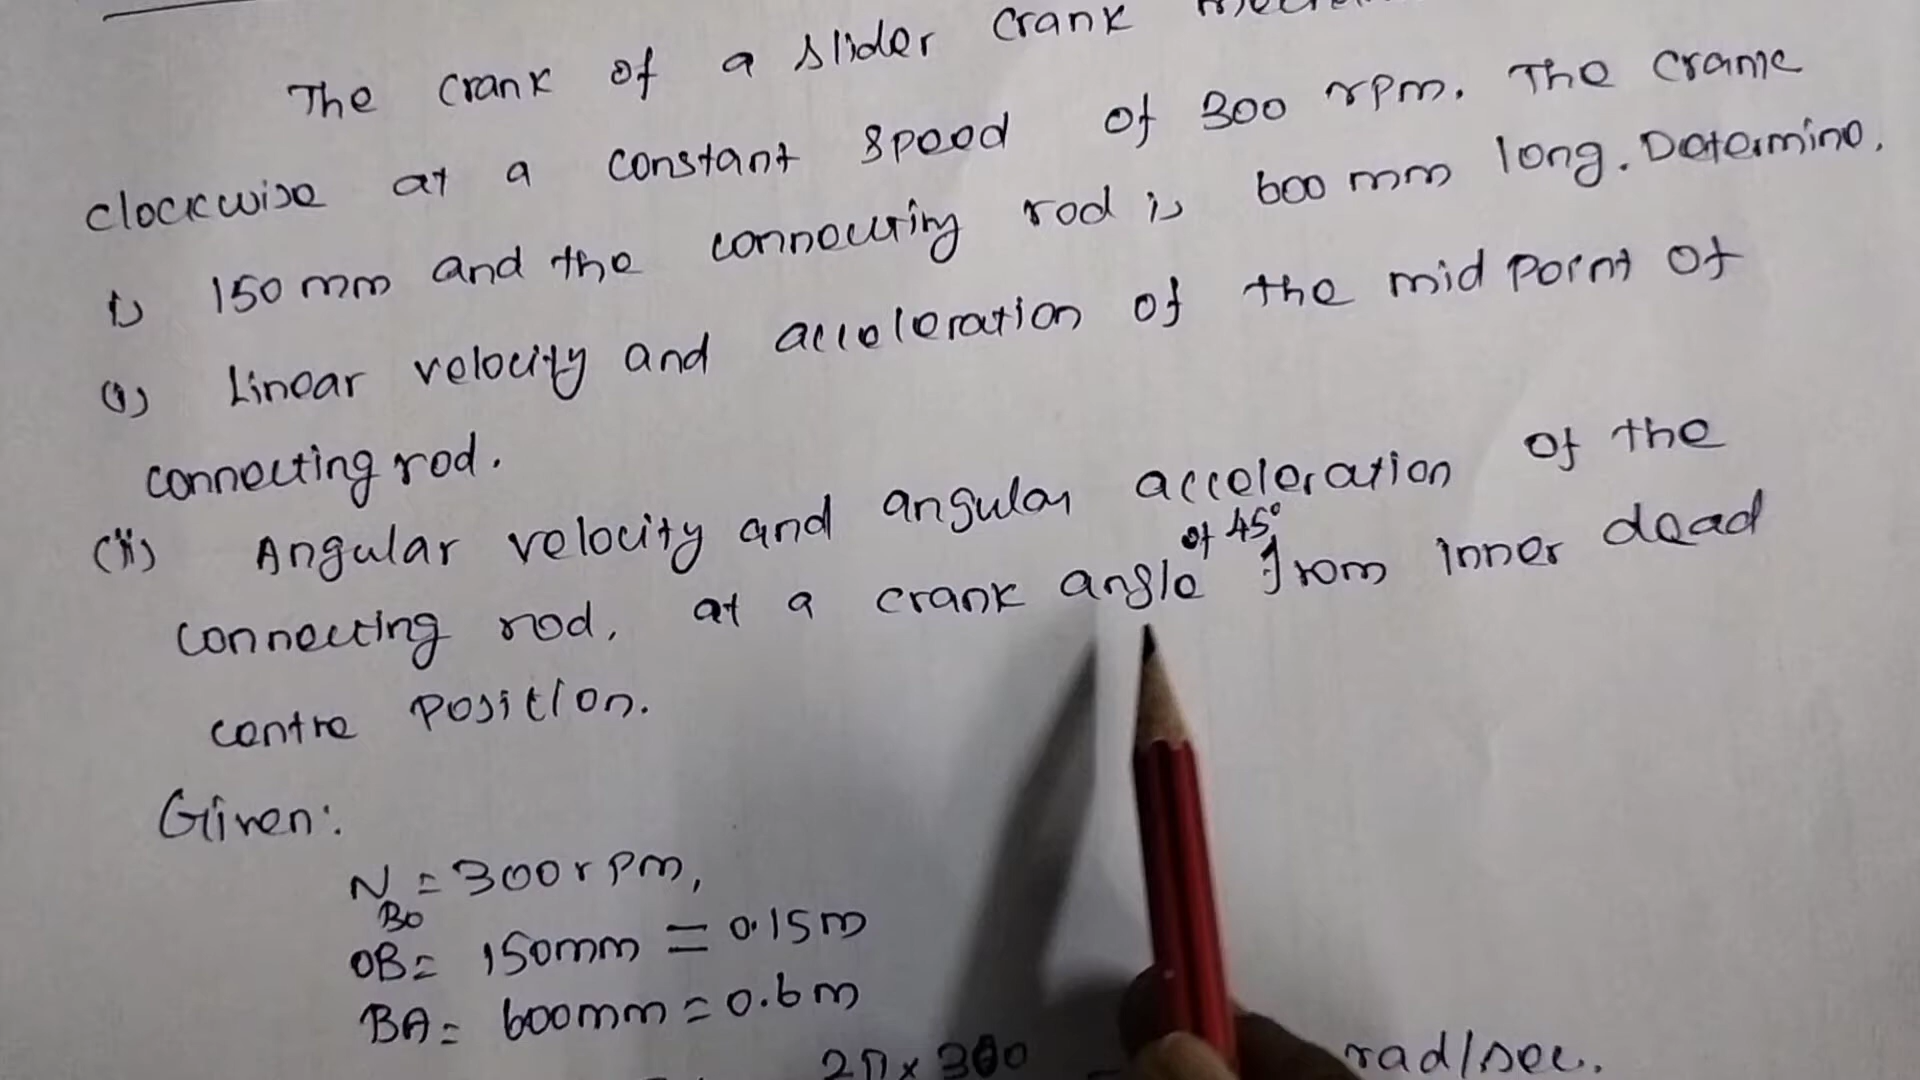 The crank of a slider crank
clockwise at a constant speed of 300 rpm. The crank
is 150 mm and the connecting rod is 600 mm long. Determine,
(i) Linear velocity and acceleration of the mid point of
connecting rod.
(ii) Angular velocity and angular acceleration of the
connecting rod, at a crank angle of 45° from inner dead
centre position.
Given:
N_BO = 300 rpm,
OB = 150mm = 0.15m
BA = 600mm = 0.6m
2π × 300 rad/sec.